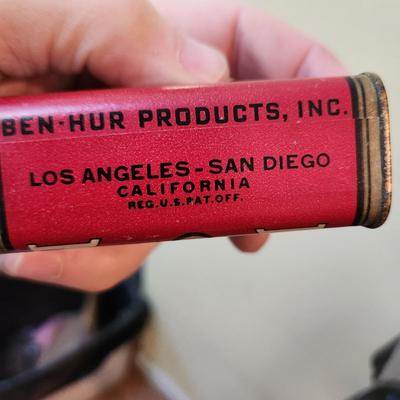 BEN-HUR PRODUCTS, INC.
LOS ANGELES-SAN DIEGO
CALIFORNIA
REG.U.S.PAT.OFF.